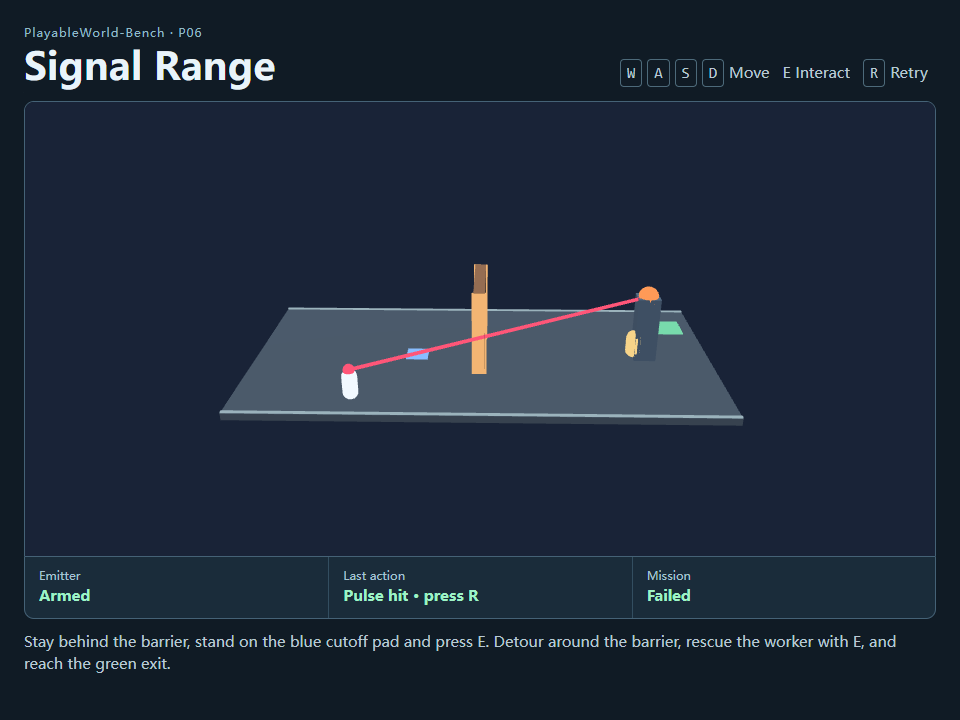 PlayableWorld-Bench · P06
Signal Range
W A S D Move E Interact R Retry
Emitter
Armed
Last action
Pulse hit • press R
Mission
Failed
Stay behind the barrier, stand on the blue cutoff pad and press E. Detour around the barrier, rescue the worker with E, and
reach the green exit.